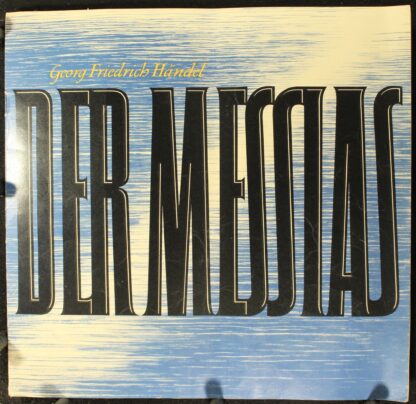 Georg Friedrich Händel
DER MESSIAS